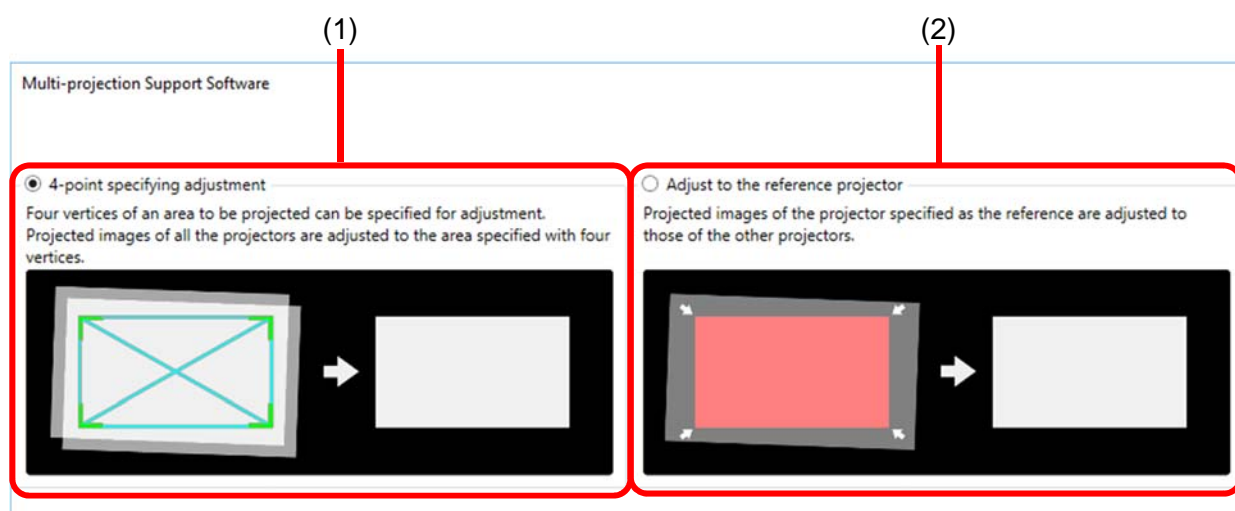 (1)
(2)
Multi-projection Support Software
4-point specifying adjustment
Four vertices of an area to be projected can be specified for adjustment.
Projected images of all the projectors are adjusted to the area specified with four
vertices.
Adjust to the reference projector
Projected images of the projector specified as the reference are adjusted to
those of the other projectors.